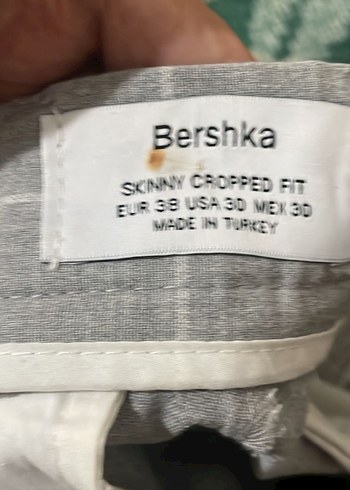 Bershka
SKINNY CROPPED FIT
EUR 38 USA 30 MEX 30
MADE IN TURKEY